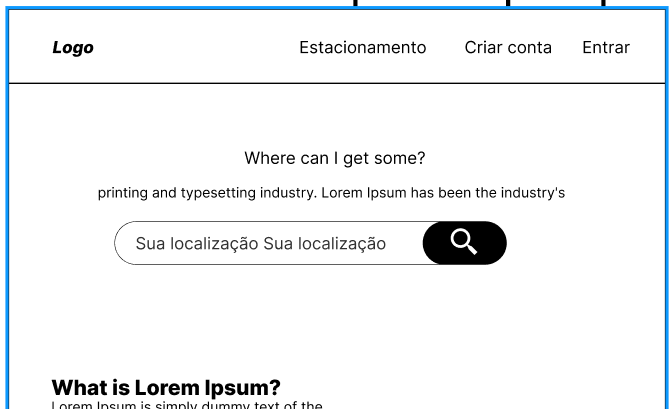 Logo
Estacionamento Criar conta Entrar
Where can I get some?
printing and typesetting industry. Lorem Ipsum has been the industry's
Sua localização Sua localização
What is Lorem Ipsum?
Lorem Ipsum is simply dummy text of the